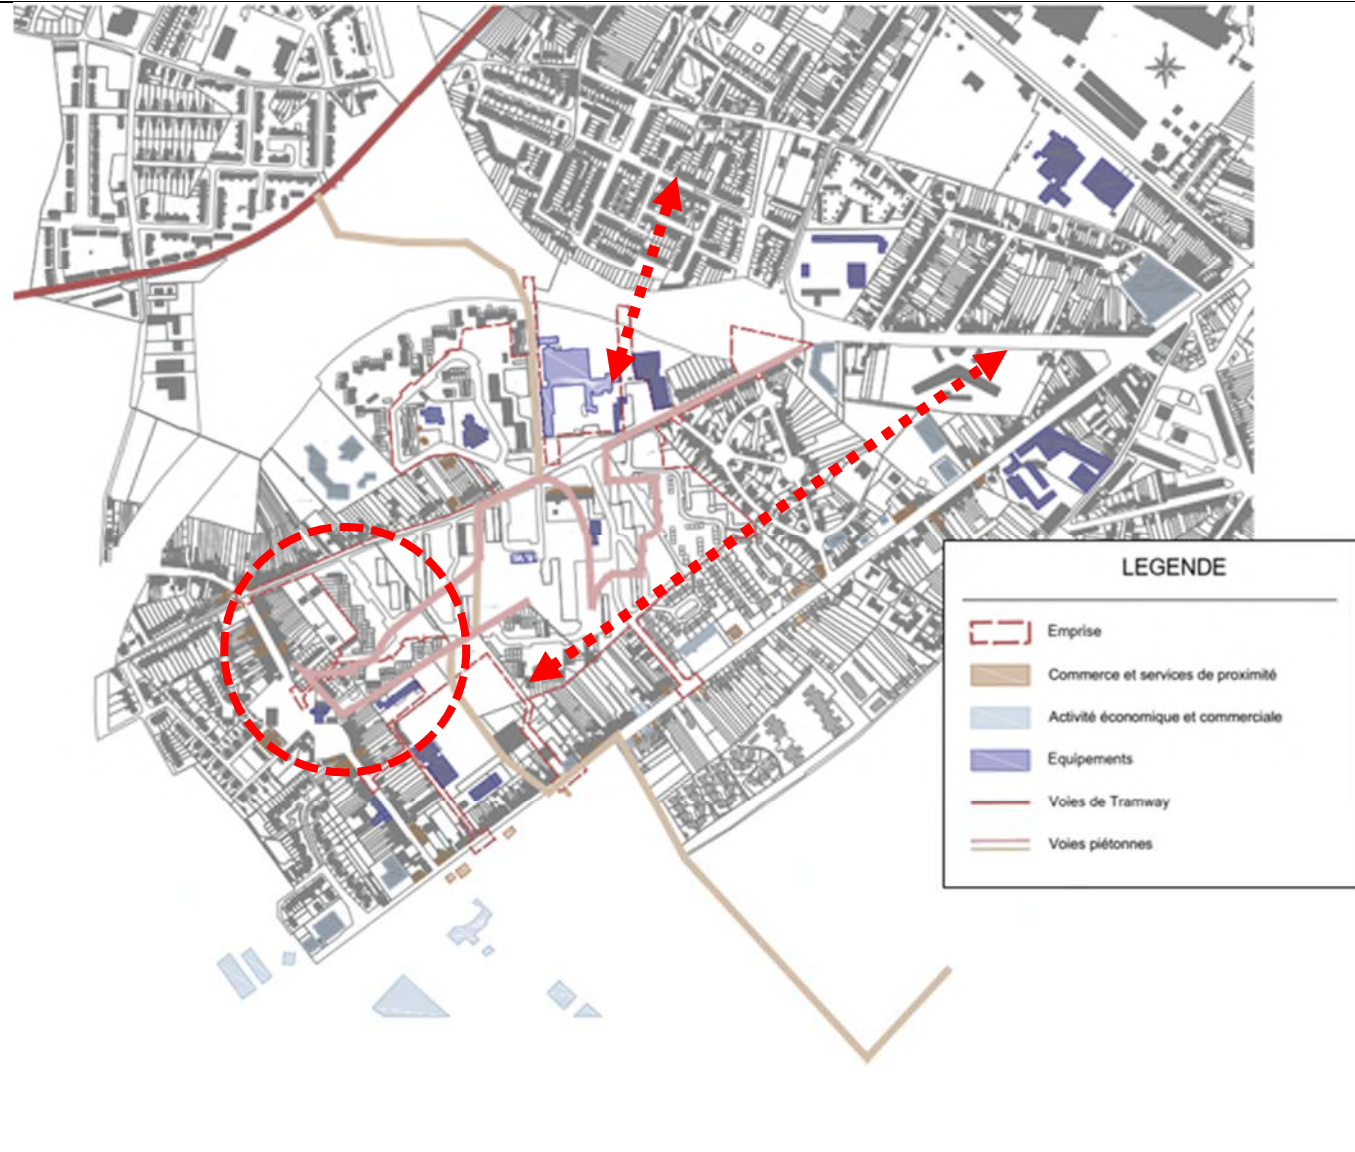 LEGENDE
Emprise
Commerce et services de proximité
Activité économique et commerciale
Equipements
Voies de Tramway
Voies piétonnes